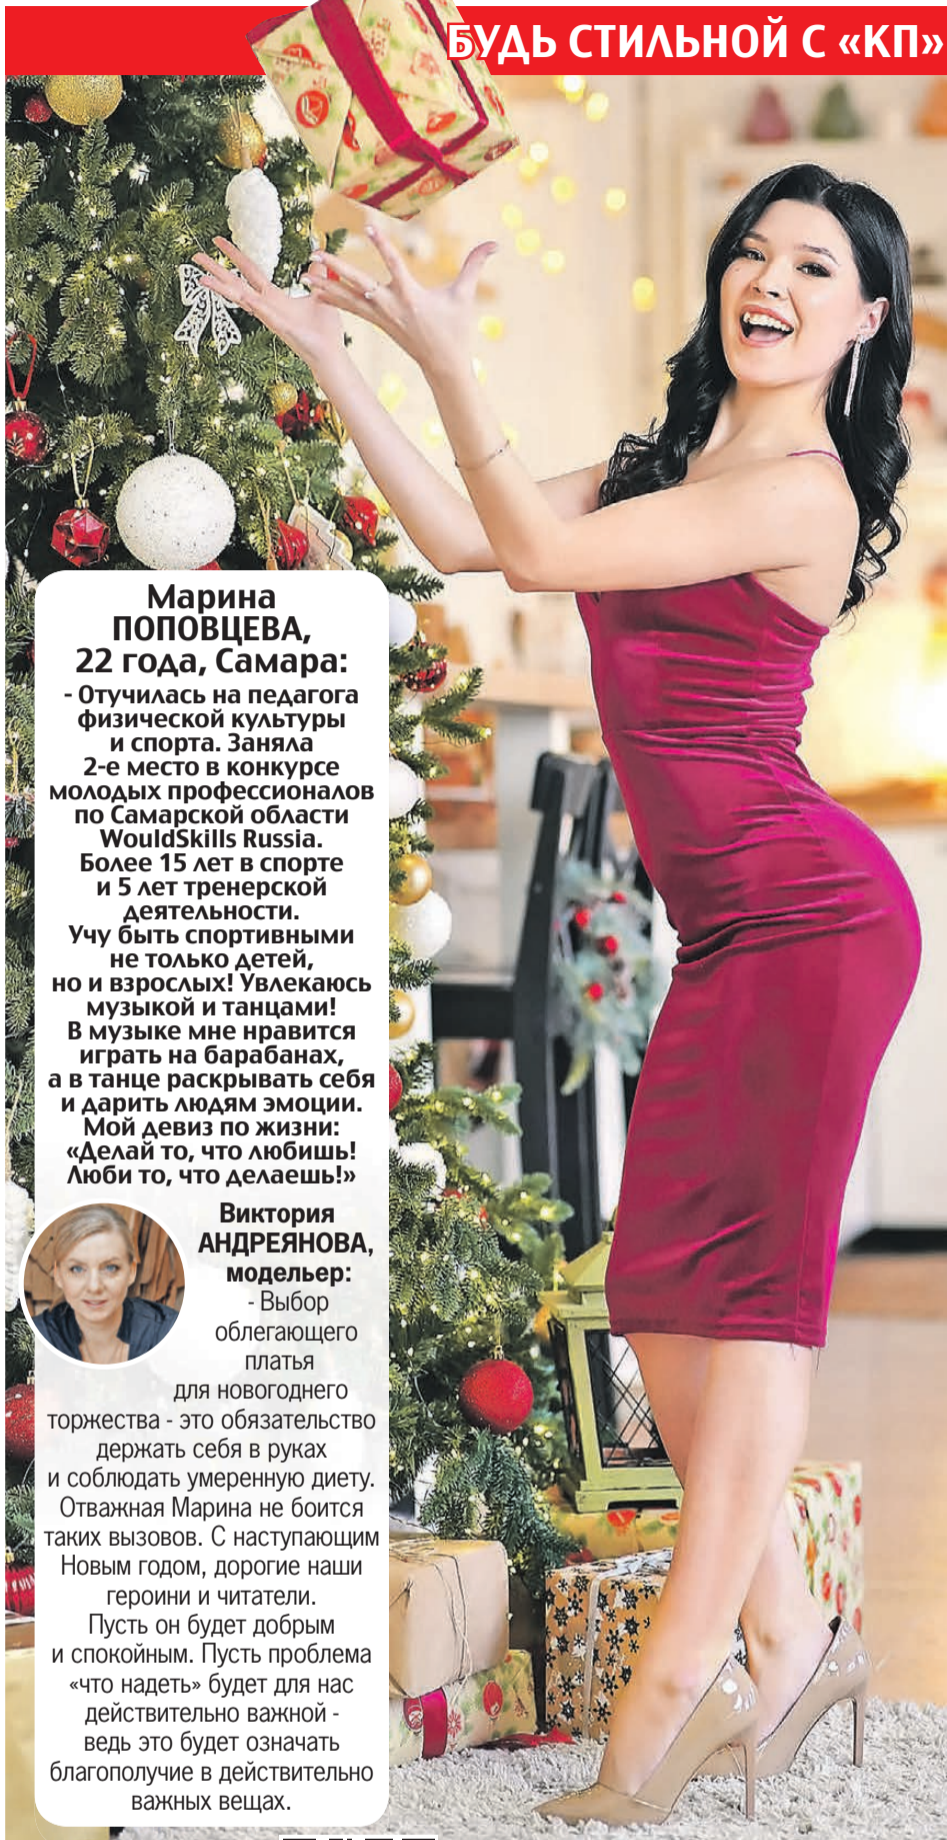 БУДЬ СТИЛЬНОЙ С «КП»
Марина
ПОПОВЦЕВА,
22 года, Самара:
- Отучилась на педагога
физической культуры
и спорта. Заняла
2-е место в конкурсе
молодых профессионалов
по Самарской области
WouldSkills Russia.
Более 15 лет в спорте
и 5 лет тренерской
деятельности.
Учу быть спортивными
не только детей,
но и взрослых! Увлекаюсь
музыкой и танцами!
В музыке мне нравится
играть на барабанах,
а в танце раскрывать себя
и дарить людям эмоции.
Мой девиз по жизни:
«Делай то, что любишь!
Люби то, что делаешь!»
Виктория
АНДРЕЯНОВА,
модельер:
- Выбор
облегающего
платья
для новогоднего
торжества - это обязательство
держать себя в руках
и соблюдать умеренную диету.
Отважная Марина не боится
таких вызовов. С наступающим
Новым годом, дорогие наши
героини и читатели.
Пусть он будет добрым
и спокойным. Пусть проблема
«что надеть» будет для нас
действительно важной -
ведь это будет означать
благополучие в действительно
важных вещах.